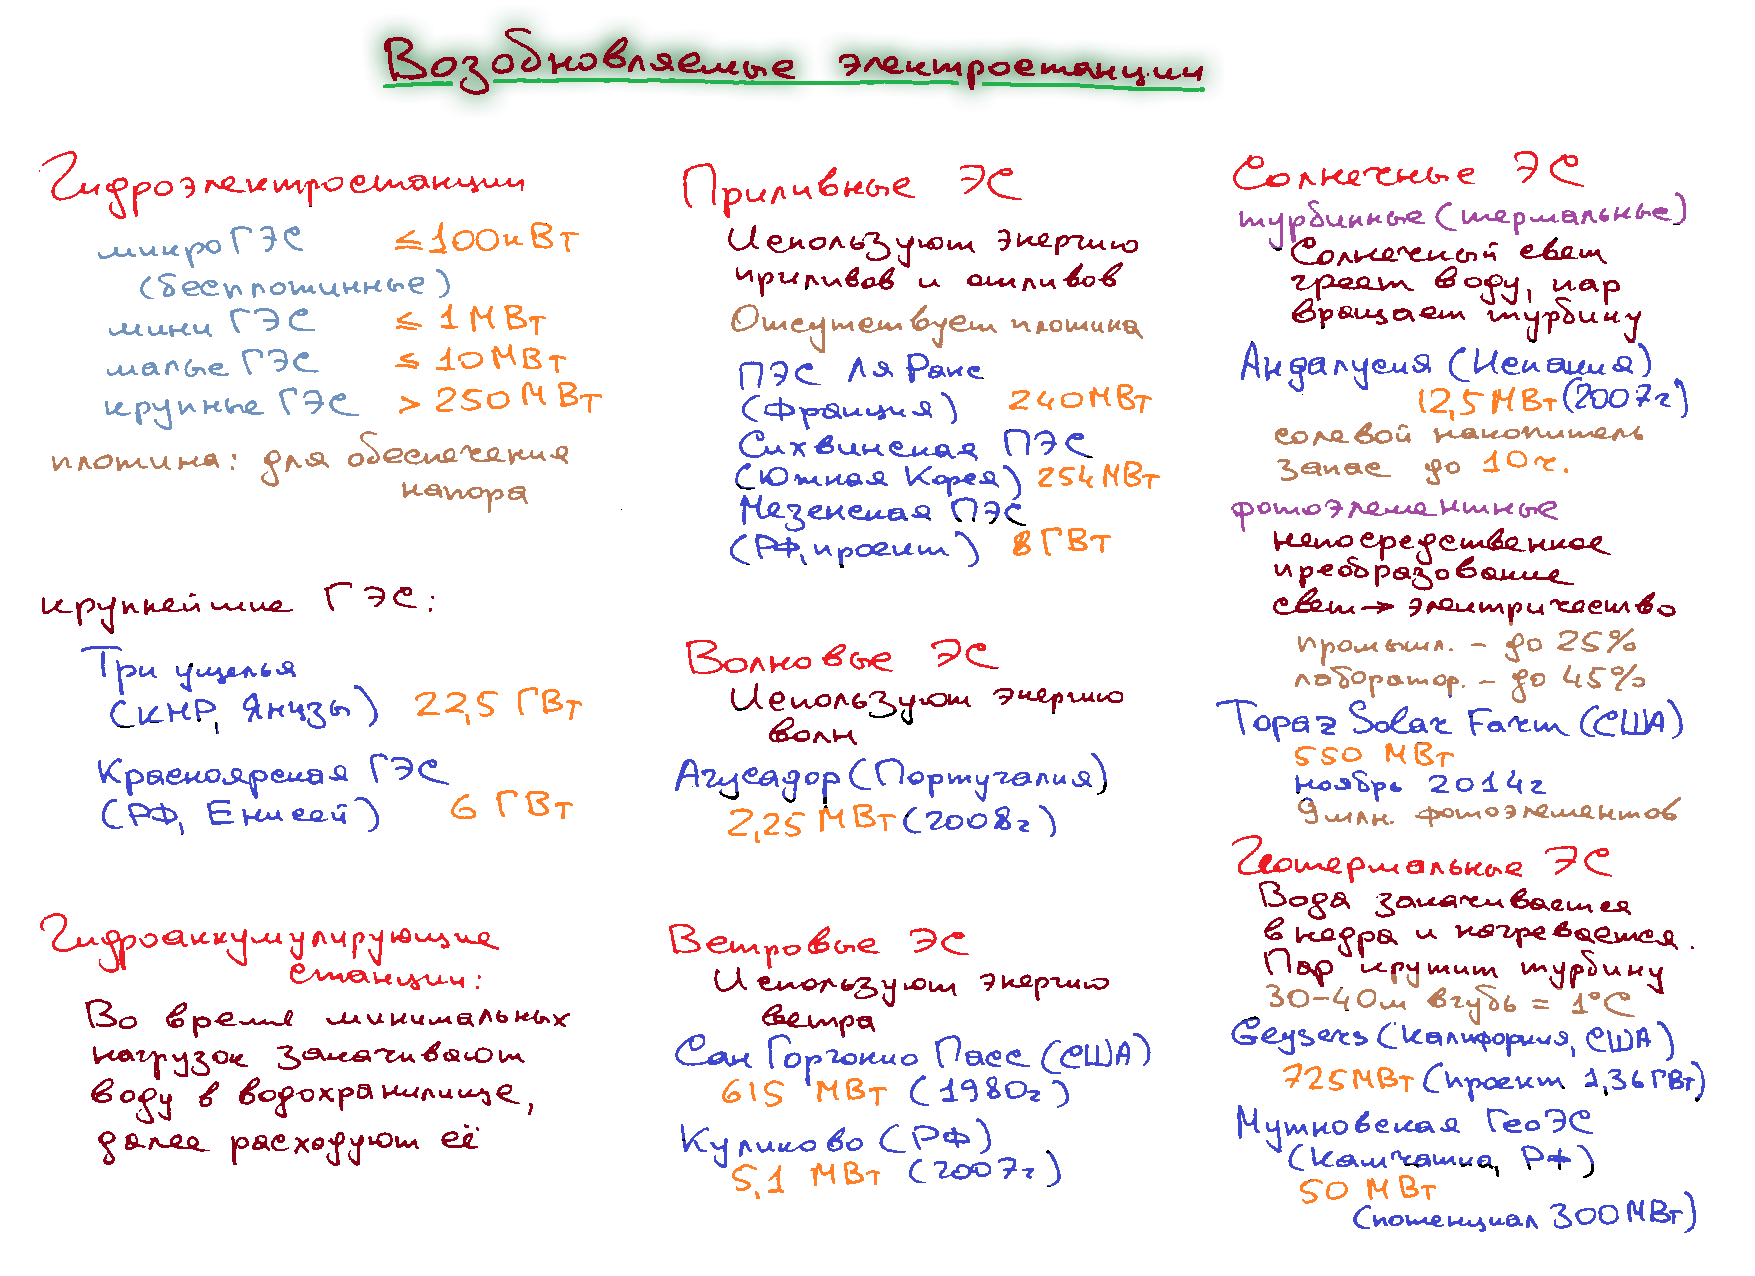 Возобновляемые электростанции
Гидроэлектростанции
микро ГЭС ≤ 100кВт
(бесплотинные)
мини ГЭС ≤ 1 МВт
малые ГЭС ≤ 10 МВт
крупные ГЭС > 250 МВт
плотина: для обеспечения
напора
крупнейшие ГЭС:
Три ущелья
(КНР, Янцзы) 22,5 ГВт
Красноярская ГЭС
(РФ, Енисей) 6 ГВт
Гидроаккумулирующие
станции:
Во время минимальных
нагрузок закачивают
воду в водохранилище,
далее расходуют её
Приливные ЭС
Используют энергию
приливов и отливов
Отсутствует плотина
ПЭС Ля Ранс
(Франция) 240МВт
Сихвинская ПЭС
(Южная Корея) 254МВт
Мезенская ПЭС
(РФ, проект) 8 ГВт
Волновые ЭС
Используют энергию
волн
Агусадор (Португалия)
2,25 МВт (2008г)
Ветровые ЭС
Используют энергию
ветра
Сан Горгонио Пасс (США)
615 МВт (1980г)
Куликово (РФ)
5,1 МВт (2007г)
Солнечные ЭС
турбинные (термальные)
Солнечный свет
греет воду, пар
вращает турбину
Андалусия (Испания)
12,5 МВт (2007г)
солевой накопитель
запас до 10ч.
фотоэлементные
непосредственное
преобразование
свет → электричество
промышл. - до 25%
лаборатор. - до 45%
Topaz Solar Farm (США)
550 МВт
ноябрь 2014г
9 млн. фотоэлементов
Геотермальные ЭС
Вода закачивается
в недра и нагревается.
Пар крутит турбину
30-40м вглубь = 1°C
Geysers (Калифорния, США)
725МВт (проект 1,36 ГВт)
Мутновская ГеоЭС
(Камчатка, РФ)
50 МВт
(потенциал 300 МВт)